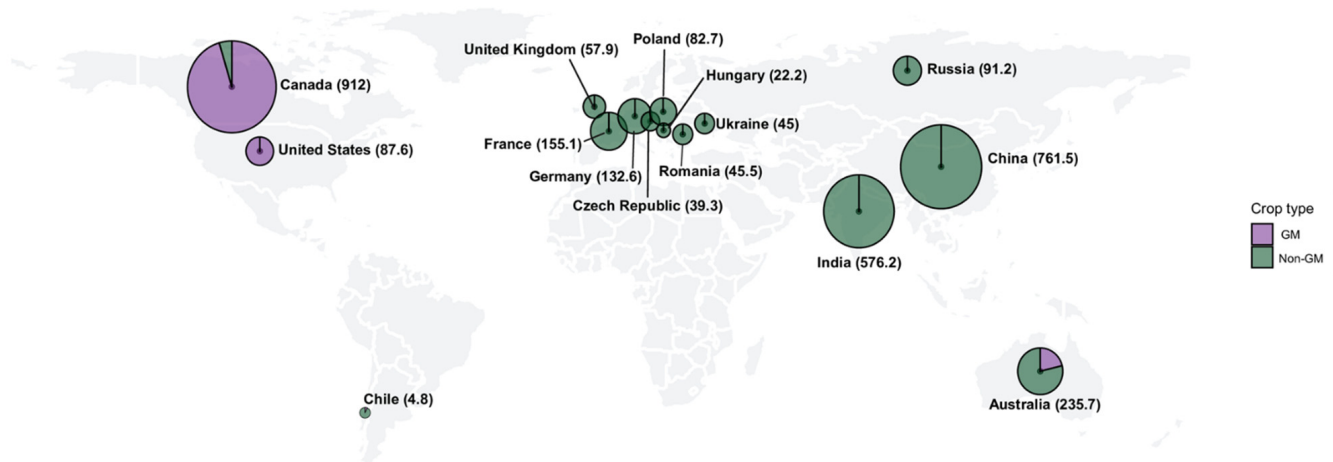 Poland (82.7)
United Kingdom (57.9)
Russia (91.2)
Hungary (22.2)
Canada (912)
Ukraine (45)
France (155.1)
United States (87.6)
China (761.5)
Romania (45.5)
Germany (132.6)
Czech Republic (39.3)
Crop type
GM
Non-GM
India (576.2)
Chile (4.8)
Australia (235.7)